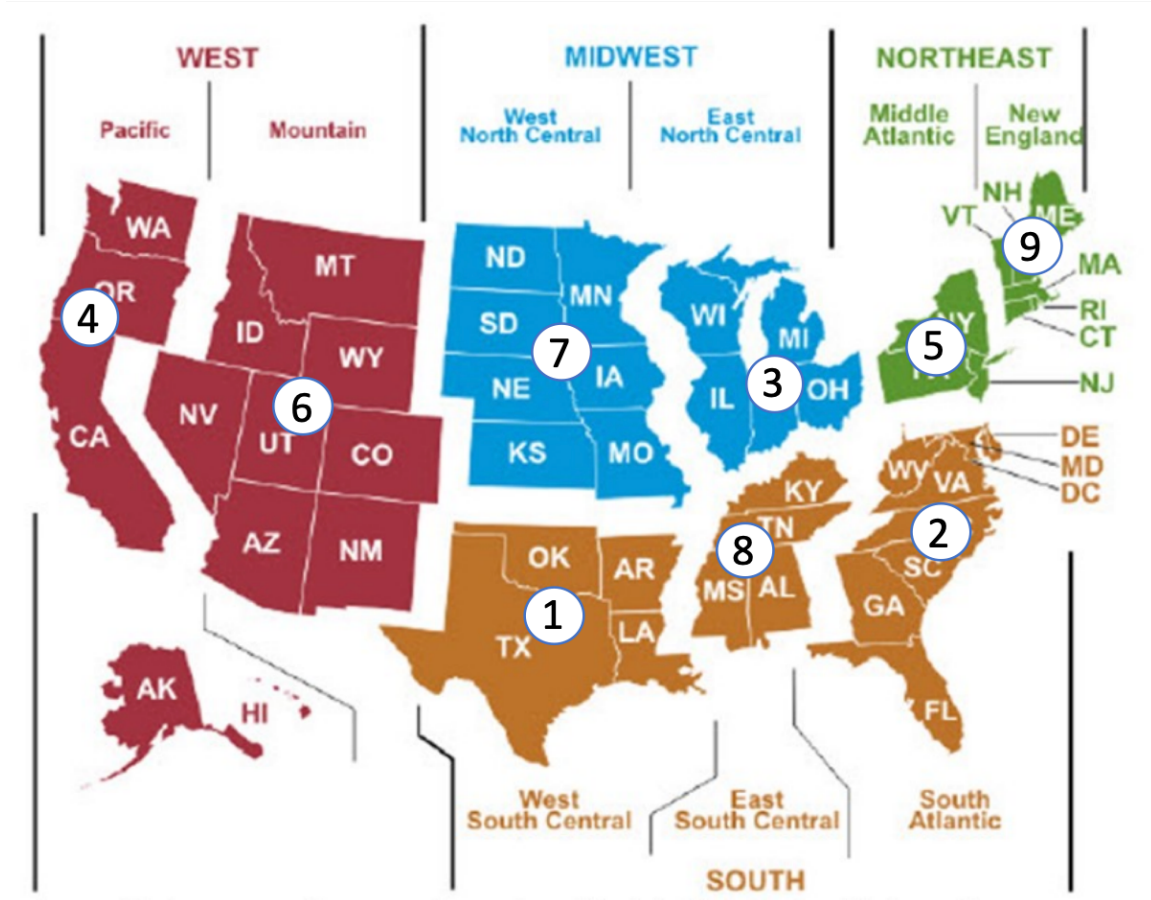 WEST
MIDWEST
NORTHEAST
Pacific
Mountain
West
North Central
East
North Central
Middle
Atlantic
New
England
WA
OR
CA
4
MT
ID
WY
NV
UT
CO
AZ
NM
6
AK
HI
ND
SD
NE
KS
MN
IA
MO
7
WI
MI
IL
OH
3
NH
VT
ME
9
MA
RI
CT
NY
5
NJ
DE
MD
DC
WV
VA
2
SC
GA
FL
KY
TN
8
MS
AL
OK
AR
1
TX
LA
West
South Central
East
South Central
South
Atlantic
SOUTH